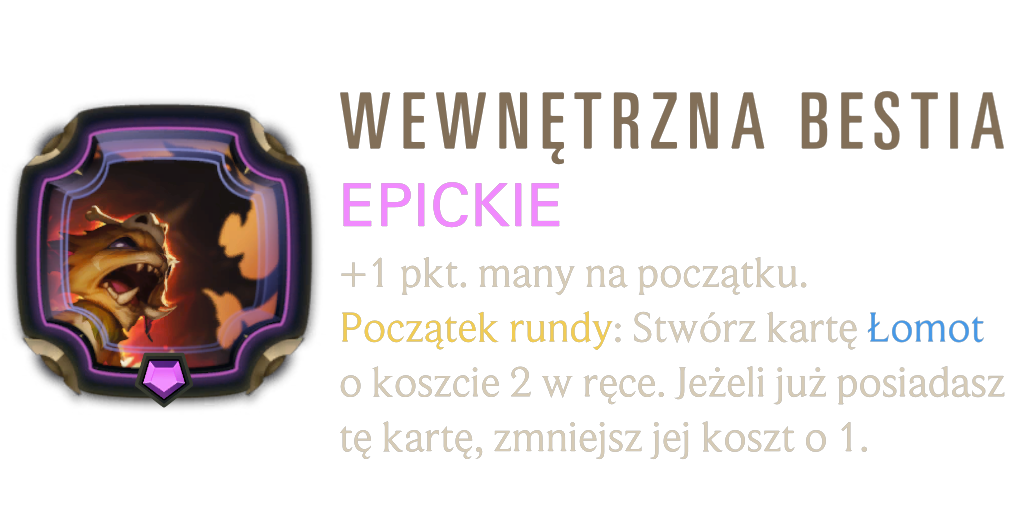 WEWNĘTRZNA BESTIA
EPICKIE
+1 pkt. many na początku.
Początek rundy: Stwórz kartę Łomot
o koszcie 2 w ręce. Jeżeli już posiadasz
tę kartę, zmniejsz jej koszt o 1.